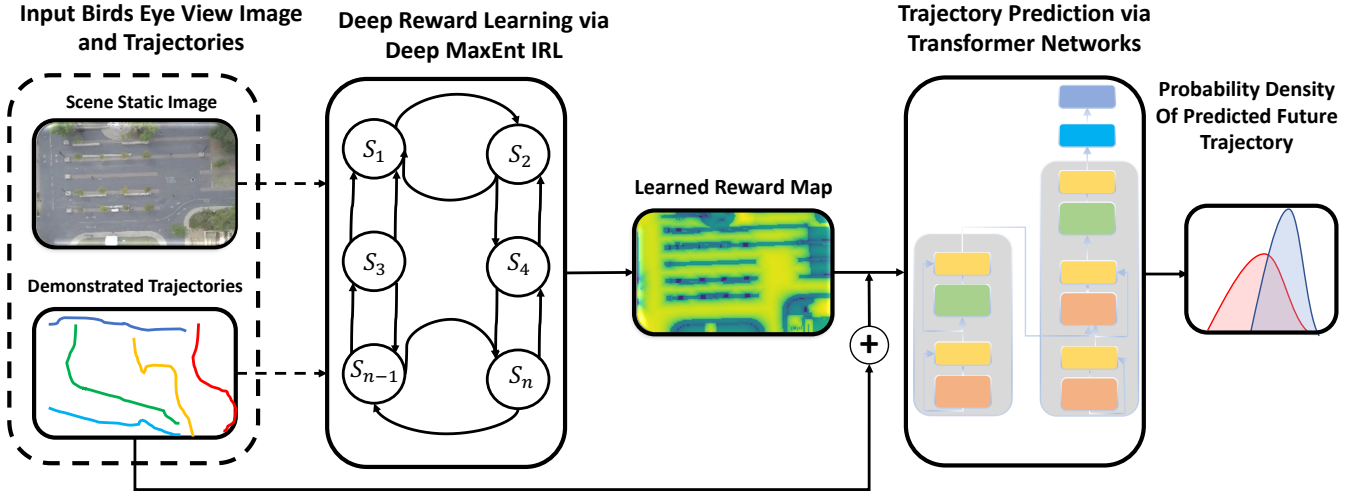 Input Birds Eye View Image
and Trajectories
Scene Static Image
Demonstrated Trajectories
Deep Reward Learning via
Deep MaxEnt IRL
S₁
S₂
S₃
S₄
Sₙ₋₁
Sₙ
Learned Reward Map
+
Trajectory Prediction via
Transformer Networks
Probability Density
Of Predicted Future
Trajectory